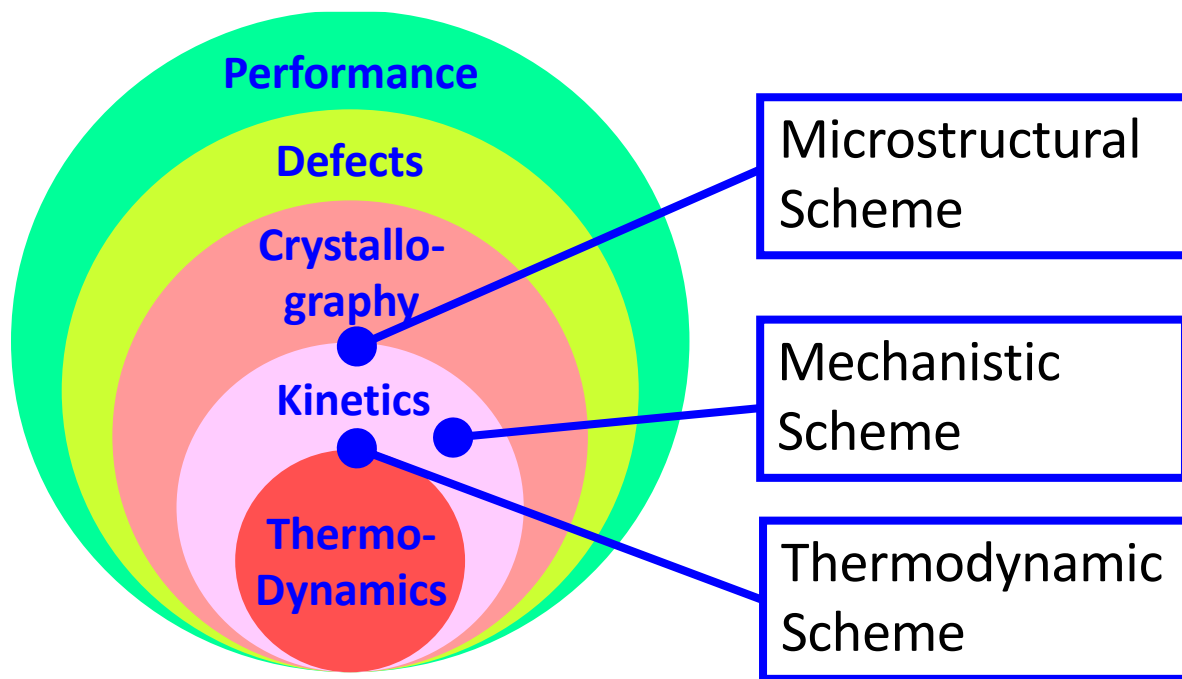 Performance
Defects
Crystallo-
graphy
Kinetics
Thermo-
Dynamics
Microstructural
Scheme
Mechanistic
Scheme
Thermodynamic
Scheme